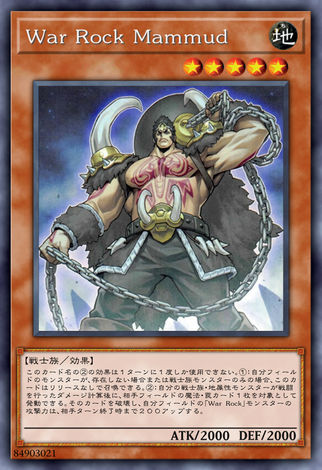 War Rock Mammud
地
【戦士族／効果】
このカード名の②の効果は１ターンに１度しか使用できない。①：自分フィール
ドのモンスターが、存在しない場合または戦士族モンスターのみの場合、このカ
ードはリリースなしで召喚できる。②：自分の戦士族・地属性モンスターが戦闘
を行ったダメージ計算後に、相手フィールドの魔法・罠カード１枚を対象として
発動できる。そのカードを破壊し、自分フィールドの「War Rock」モンスター
の攻撃力は、相手ターン終了時まで２００アップする。
ATK/2000 DEF/2000
84903021